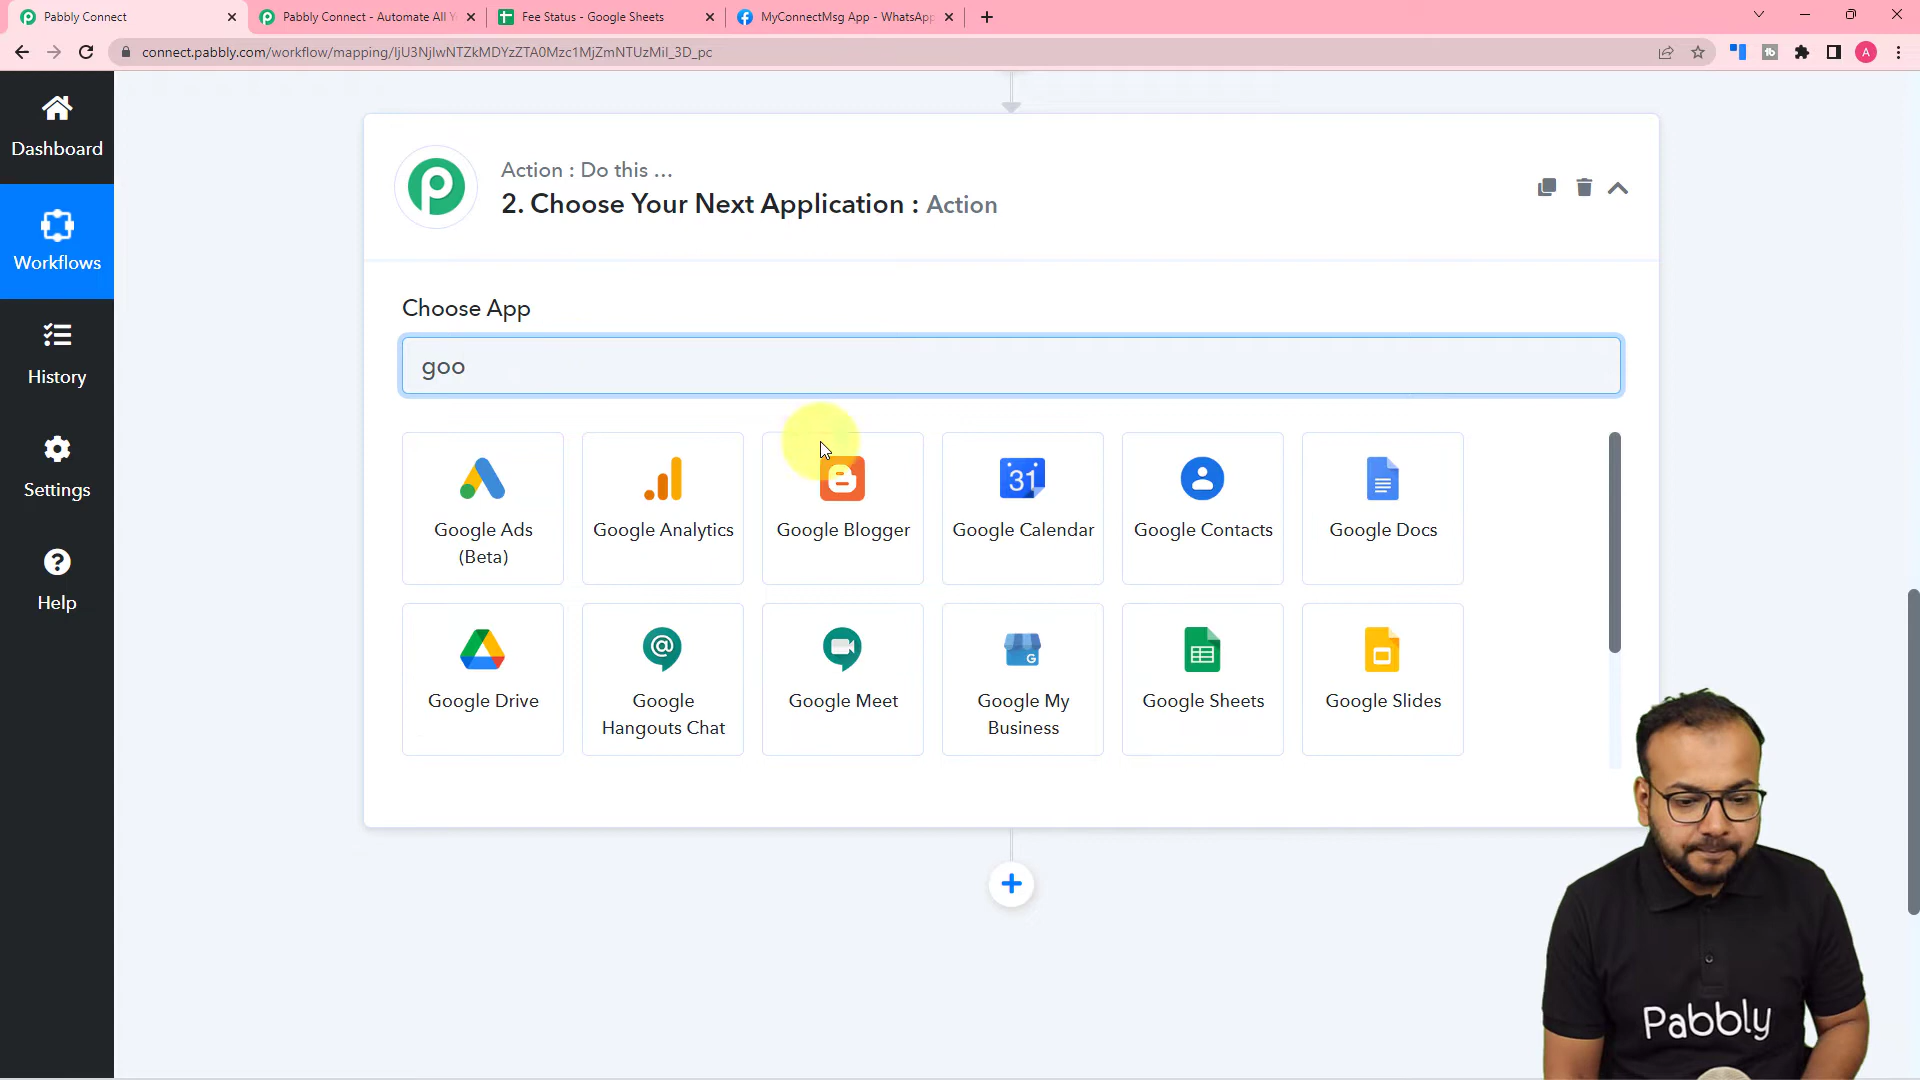 Pabbly Connect
Pabbly Connect - Automate All Y
Fee Status - Google Sheets
MyConnectMsg App - WhatsApp
connect.pabbly.com/workflow/mapping/
Dashboard
Workflows
History
Settings
Help
Action : Do this ...
2. Choose Your Next Application : Action
Choose App
goo
Google Ads
(Beta)
Google Analytics
Google Blogger
31
Google Calendar
Google Contacts
Google Docs
Google Drive
Google
Hangouts Chat
Google Meet
G
Google My
Business
Google Sheets
Google Slides
A
Pabbly